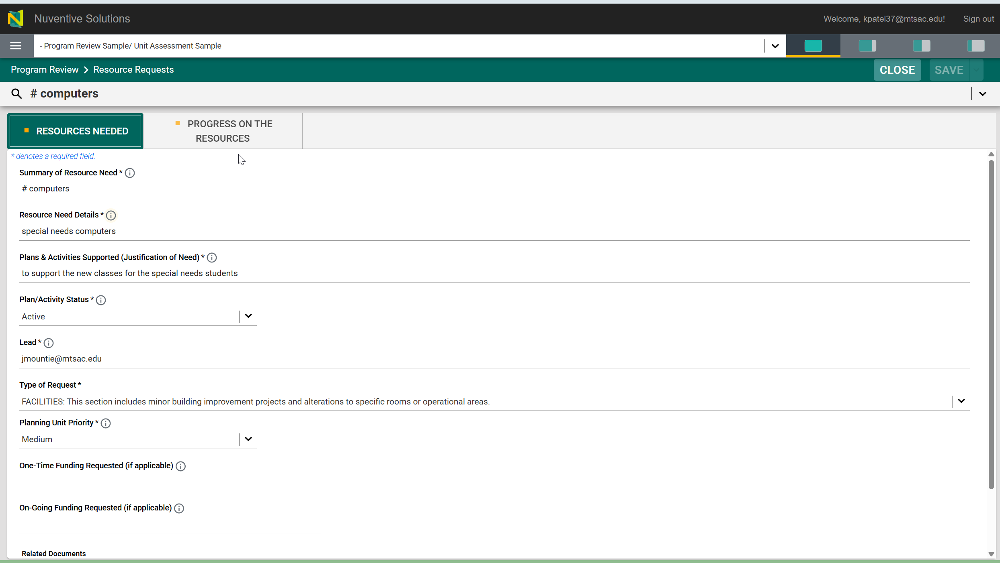 Nuventive Solutions
Welcome, kpatel37@mtsac.edu!
Sign out
- Program Review Sample/ Unit Assessment Sample
Program Review > Resource Requests
CLOSE
SAVE
# computers
RESOURCES NEEDED
PROGRESS ON THE
RESOURCES
* denotes a required field.
Summary of Resource Need *
# computers
Resource Need Details *
special needs computers
Plans & Activities Supported (Justification of Need) *
to support the new classes for the special needs students
Plan/Activity Status *
Active
Lead *
jmountie@mtsac.edu
Type of Request *
FACILITIES: This section includes minor building improvement projects and alterations to specific rooms or operational areas.
Planning Unit Priority *
Medium
One-Time Funding Requested (if applicable)
On-Going Funding Requested (if applicable)
Related Documents